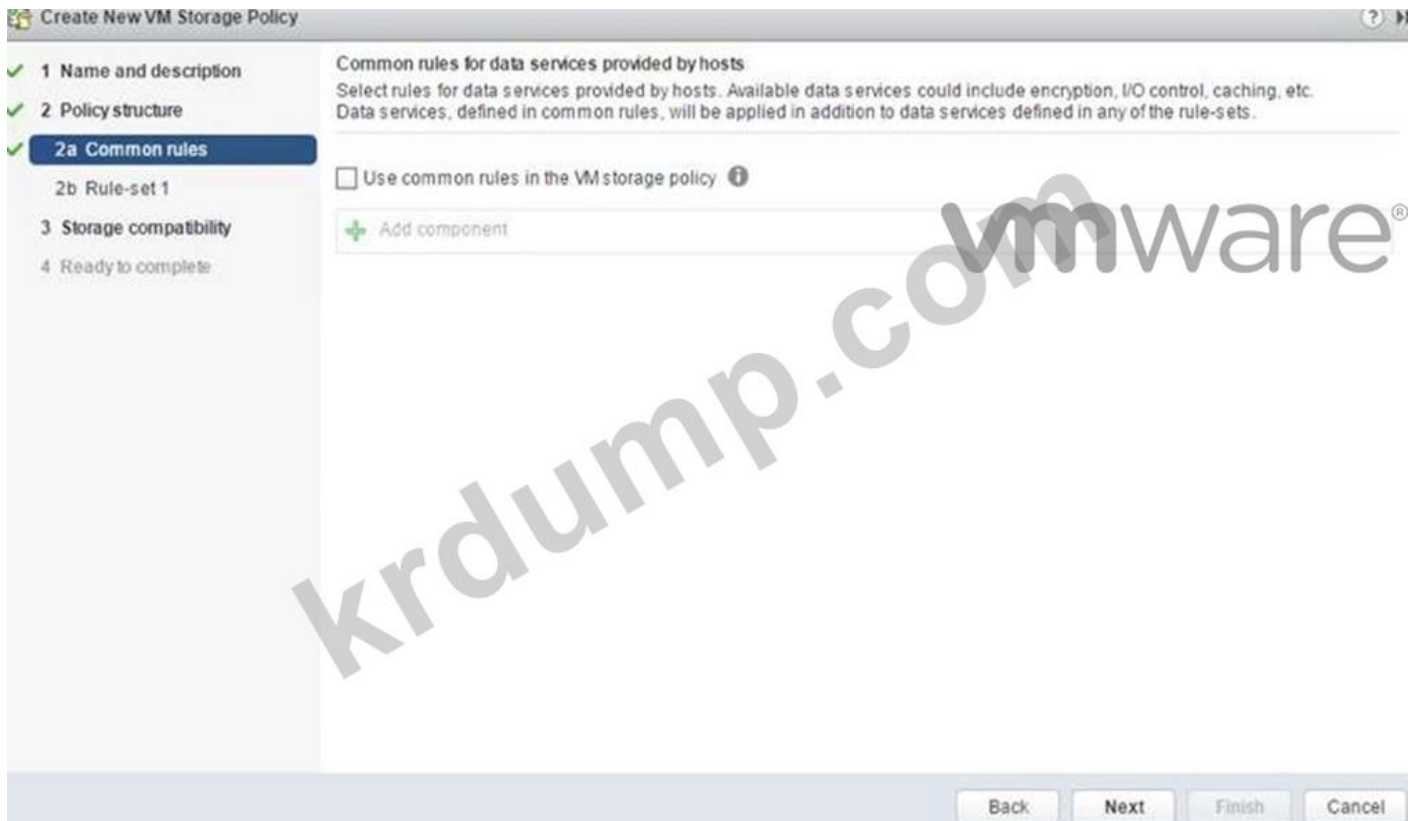 Create New VM Storage Policy
1 Name and description
2 Policy structure
2a Common rules
2b Rule-set 1
3 Storage compatibility
4 Ready to complete
Common rules for data services provided by hosts
Select rules for data services provided by hosts. Available data services could include encryption, I/O control, caching, etc.
Data services, defined in common rules, will be applied in addition to data services defined in any of the rule-sets.
Use common rules in the VM storage policy
Add component
vmware®
krdump.com
Back Next Finish Cancel